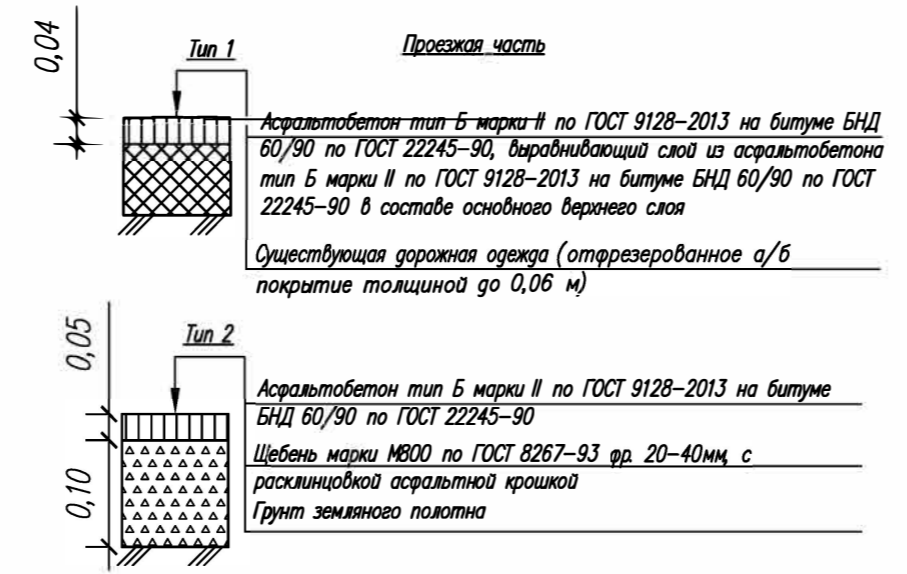 0,04
Тип 1
Проезжая часть
Асфальтобетон тип Б марки II по ГОСТ 9128-2013 на битуме БНД
60/90 по ГОСТ 22245-90, выравнивающий слой из асфальтобетона
тип Б марки II по ГОСТ 9128-2013 на битуме БНД 60/90 по ГОСТ
22245-90 в составе основного верхнего слоя
Существующая дорожная одежда (отфрезерованное а/б
покрытие толщиной до 0,06 м)
0,05
Тип 2
Асфальтобетон тип Б марки II по ГОСТ 9128-2013 на битуме
БНД 60/90 по ГОСТ 22245-90
0,10
Щебень марки М800 по ГОСТ 8267-93 фр. 20-40мм, с
расклинцовкой асфальтной крошкой
Грунт земляного полотна